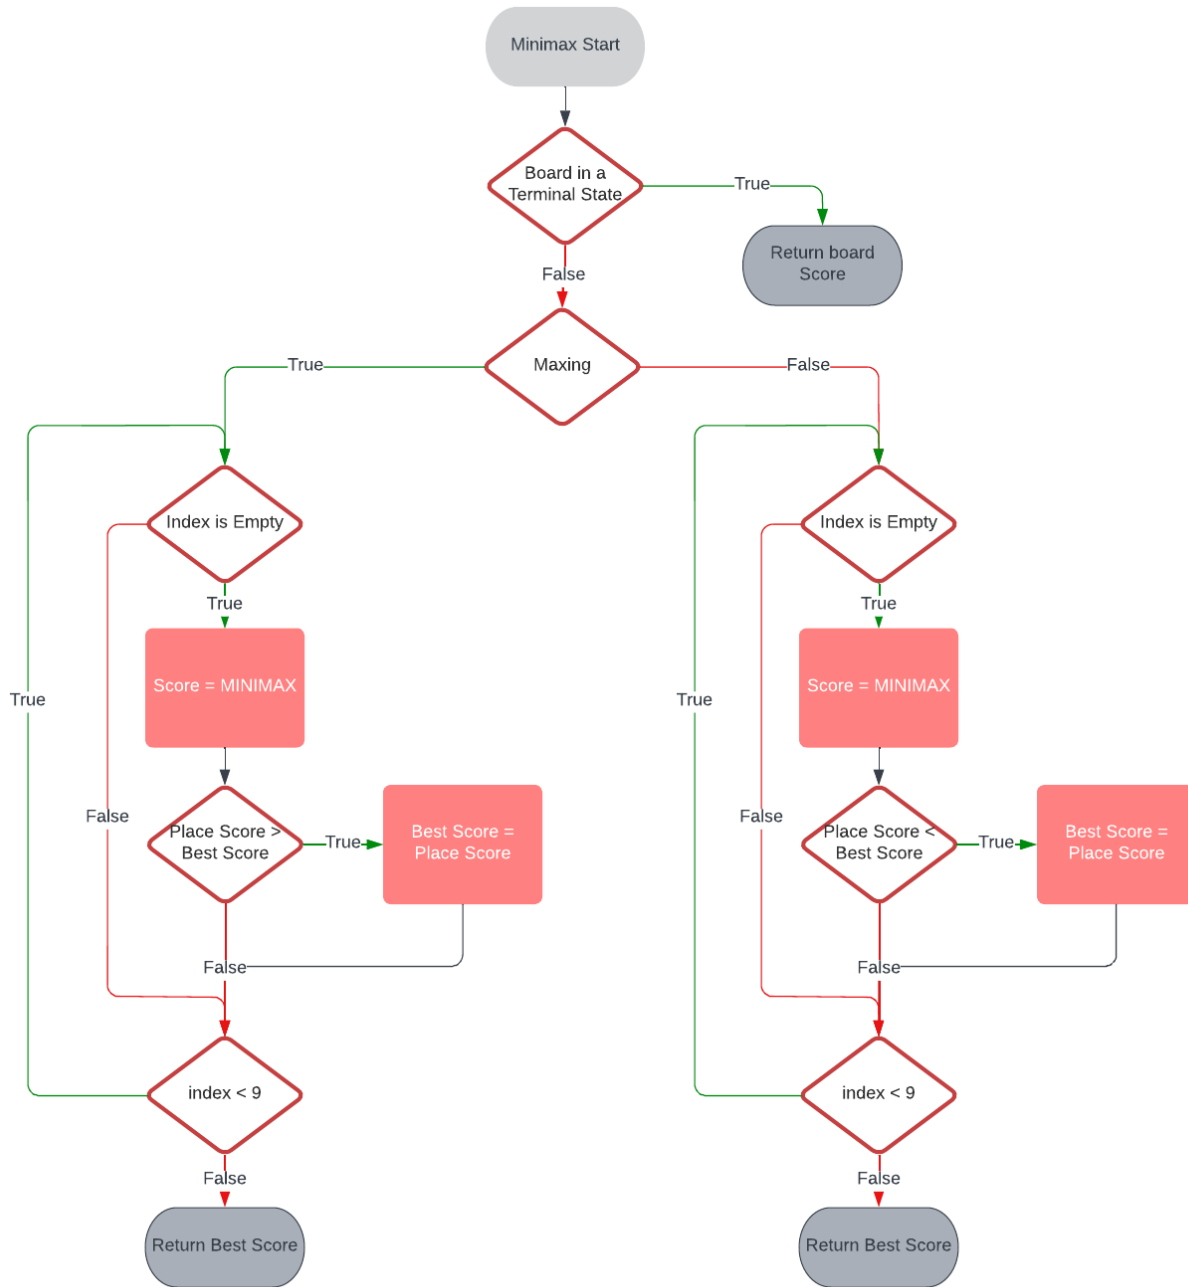 Minimax Start
Board in a
Terminal State
True
Return board
Score
False
Maxing
True
False
Index is Empty
Index is Empty
True
True
Score = MINIMAX
Score = MINIMAX
True
True
False
False
Place Score >
Best Score
True
Best Score =
Place Score
Place Score <
Best Score
True
Best Score =
Place Score
False
False
index < 9
index < 9
False
False
Return Best Score
Return Best Score